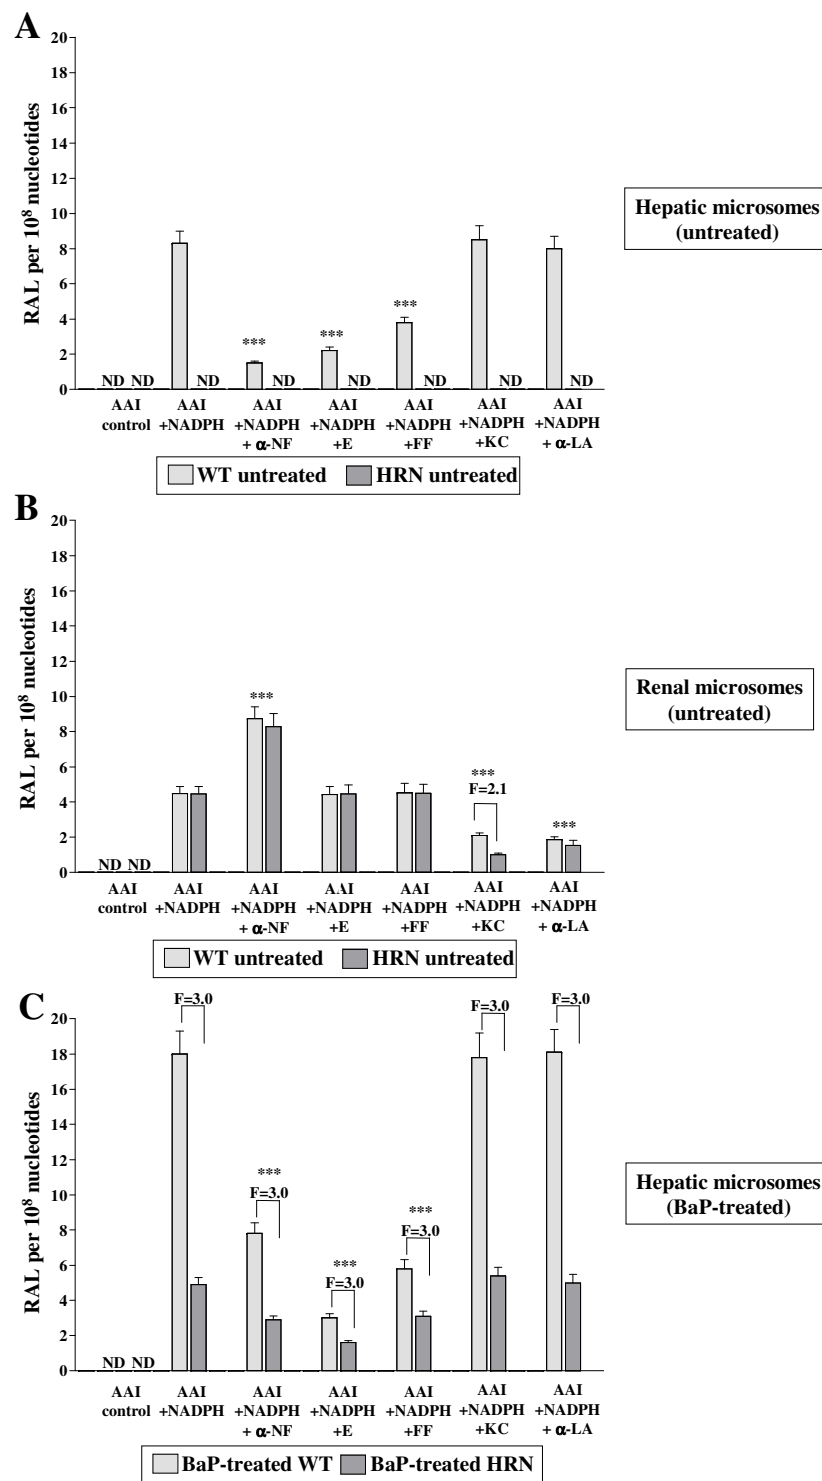 A
RAL per 10⁸ nucleotides
20
18
16
14
12
10
8
6
4
2
0
ND ND
ND
***
ND
***
ND
***
ND
ND
ND
AAI control
AAI +NADPH
AAI +NADPH + α-NF
AAI +NADPH +E
AAI +NADPH +FF
AAI +NADPH +KC
AAI +NADPH + α-LA
WT untreated
HRN untreated
Hepatic microsomes
(untreated)
B
RAL per 10⁸ nucleotides
20
18
16
14
12
10
8
6
4
2
0
ND ND
***
***
F=2.1
***
AAI control
AAI +NADPH
AAI +NADPH + α-NF
AAI +NADPH +E
AAI +NADPH +FF
AAI +NADPH +KC
AAI +NADPH + α-LA
WT untreated
HRN untreated
Renal microsomes
(untreated)
C
RAL per 10⁸ nucleotides
20
18
16
14
12
10
8
6
4
2
0
ND ND
F=3.0
***
F=3.0
***
F=3.0
***
F=3.0
F=3.0
F=3.0
AAI control
AAI +NADPH
AAI +NADPH + α-NF
AAI +NADPH +E
AAI +NADPH +FF
AAI +NADPH +KC
AAI +NADPH + α-LA
BaP-treated WT
BaP-treated HRN
Hepatic microsomes
(BaP-treated)